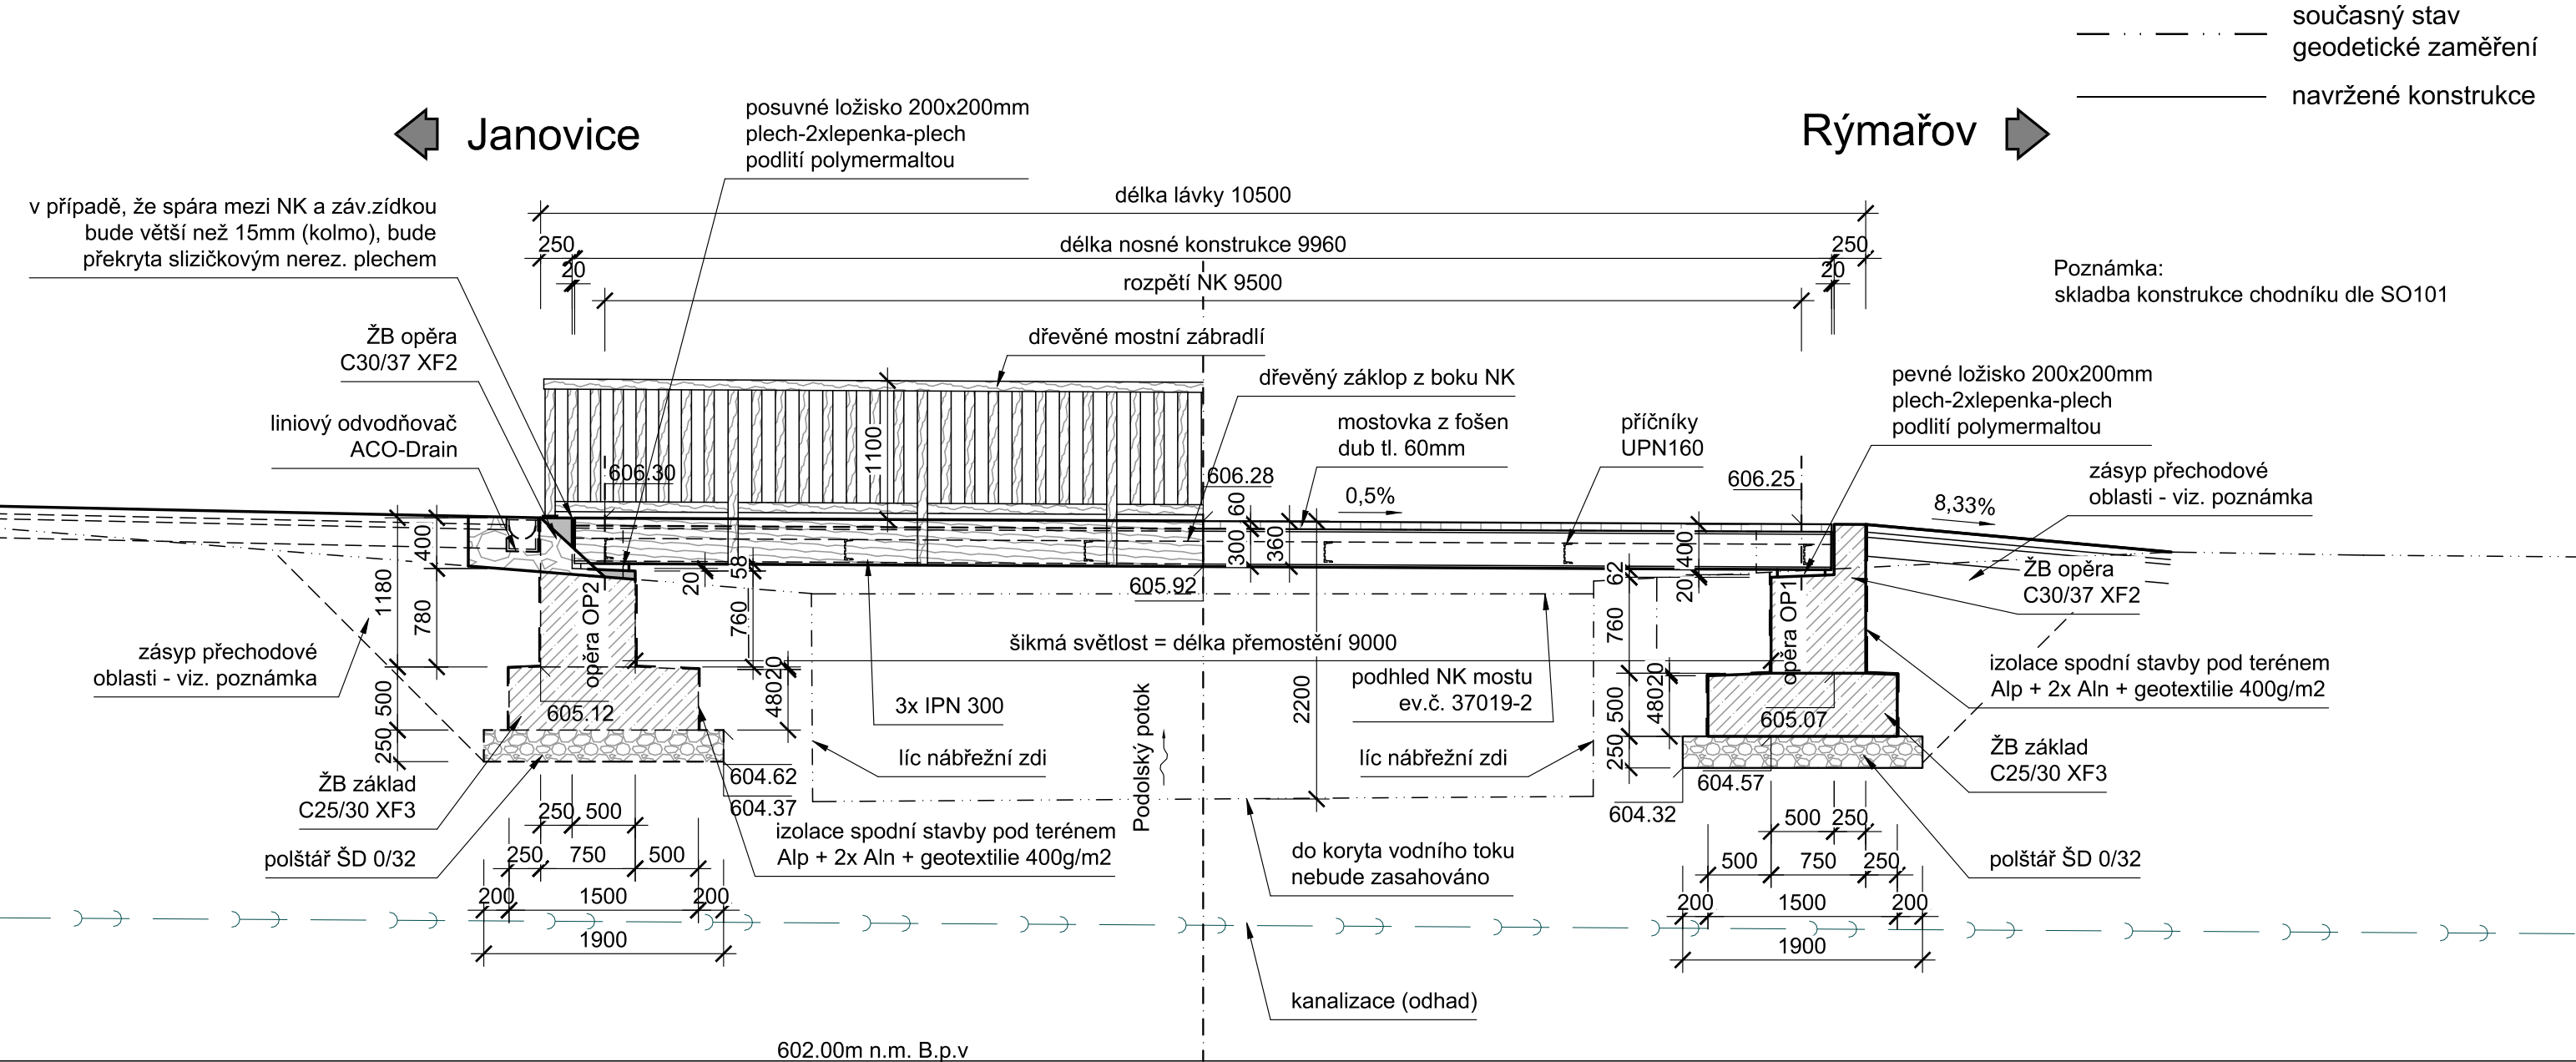 současný stav
geodetické zaměření
navržené konstrukce
Janovice
Rýmařov
posuvné ložisko 200x200mm
plech-2xlepenka-plech
podlití polymermaltou
v případě, že spára mezi NK a záv.zídkou
bude větší než 15mm (kolmo), bude
překryta slizičkovým nerez. plechem
délka lávky 10500
250
délka nosné konstrukce 9960
250
20
20
rozpětí NK 9500
Poznámka:
skladba konstrukce chodníku dle SO101
ŽB opěra
C30/37 XF2
dřevěné mostní zábradlí
dřevěný záklop z boku NK
pevné ložisko 200x200mm
plech-2xlepenka-plech
podlití polymermaltou
liniový odvodňovač
ACO-Drain
mostovka z fošen
dub tl. 60mm
příčníky
UPN160
zásyp přechodové
oblasti - viz. poznámka
1100
606.30
606.28
606.25
60
0,5%
8,33%
400
300
360
400
58
20
62
20
605.92
1180
780
760
760
opěra OP2
opěra OP1
ŽB opěra
C30/37 XF2
šikmá světlost = délka přemostění 9000
zásyp přechodové
oblasti - viz. poznámka
izolace spodní stavby pod terénem
Alp + 2x Aln + geotextilie 400g/m2
podhled NK mostu
ev.č. 37019-2
3x IPN 300
2200
Podolský potok
500
250
480
20
500
250
480
20
605.12
605.07
líc nábřežní zdi
líc nábřežní zdi
ŽB základ
C25/30 XF3
ŽB základ
C25/30 XF3
604.62
604.37
604.57
604.32
250
500
500
250
izolace spodní stavby pod terénem
Alp + 2x Aln + geotextilie 400g/m2
do koryta vodního toku
nebude zasahováno
polštář ŠD 0/32
polštář ŠD 0/32
250
750
500
500
750
250
200
1500
200
200
1500
200
1900
1900
kanalizace (odhad)
602.00m n.m. B.p.v